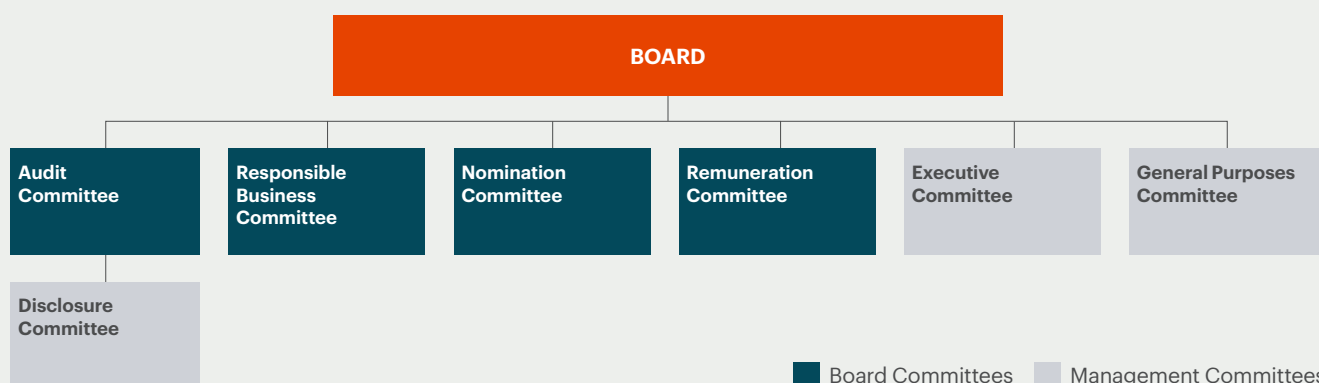 BOARD
Audit
Committee
Responsible
Business
Committee
Nomination
Committee
Remuneration
Committee
Executive
Committee
General Purposes
Committee
Disclosure
Committee
Board Committees
Management Committees